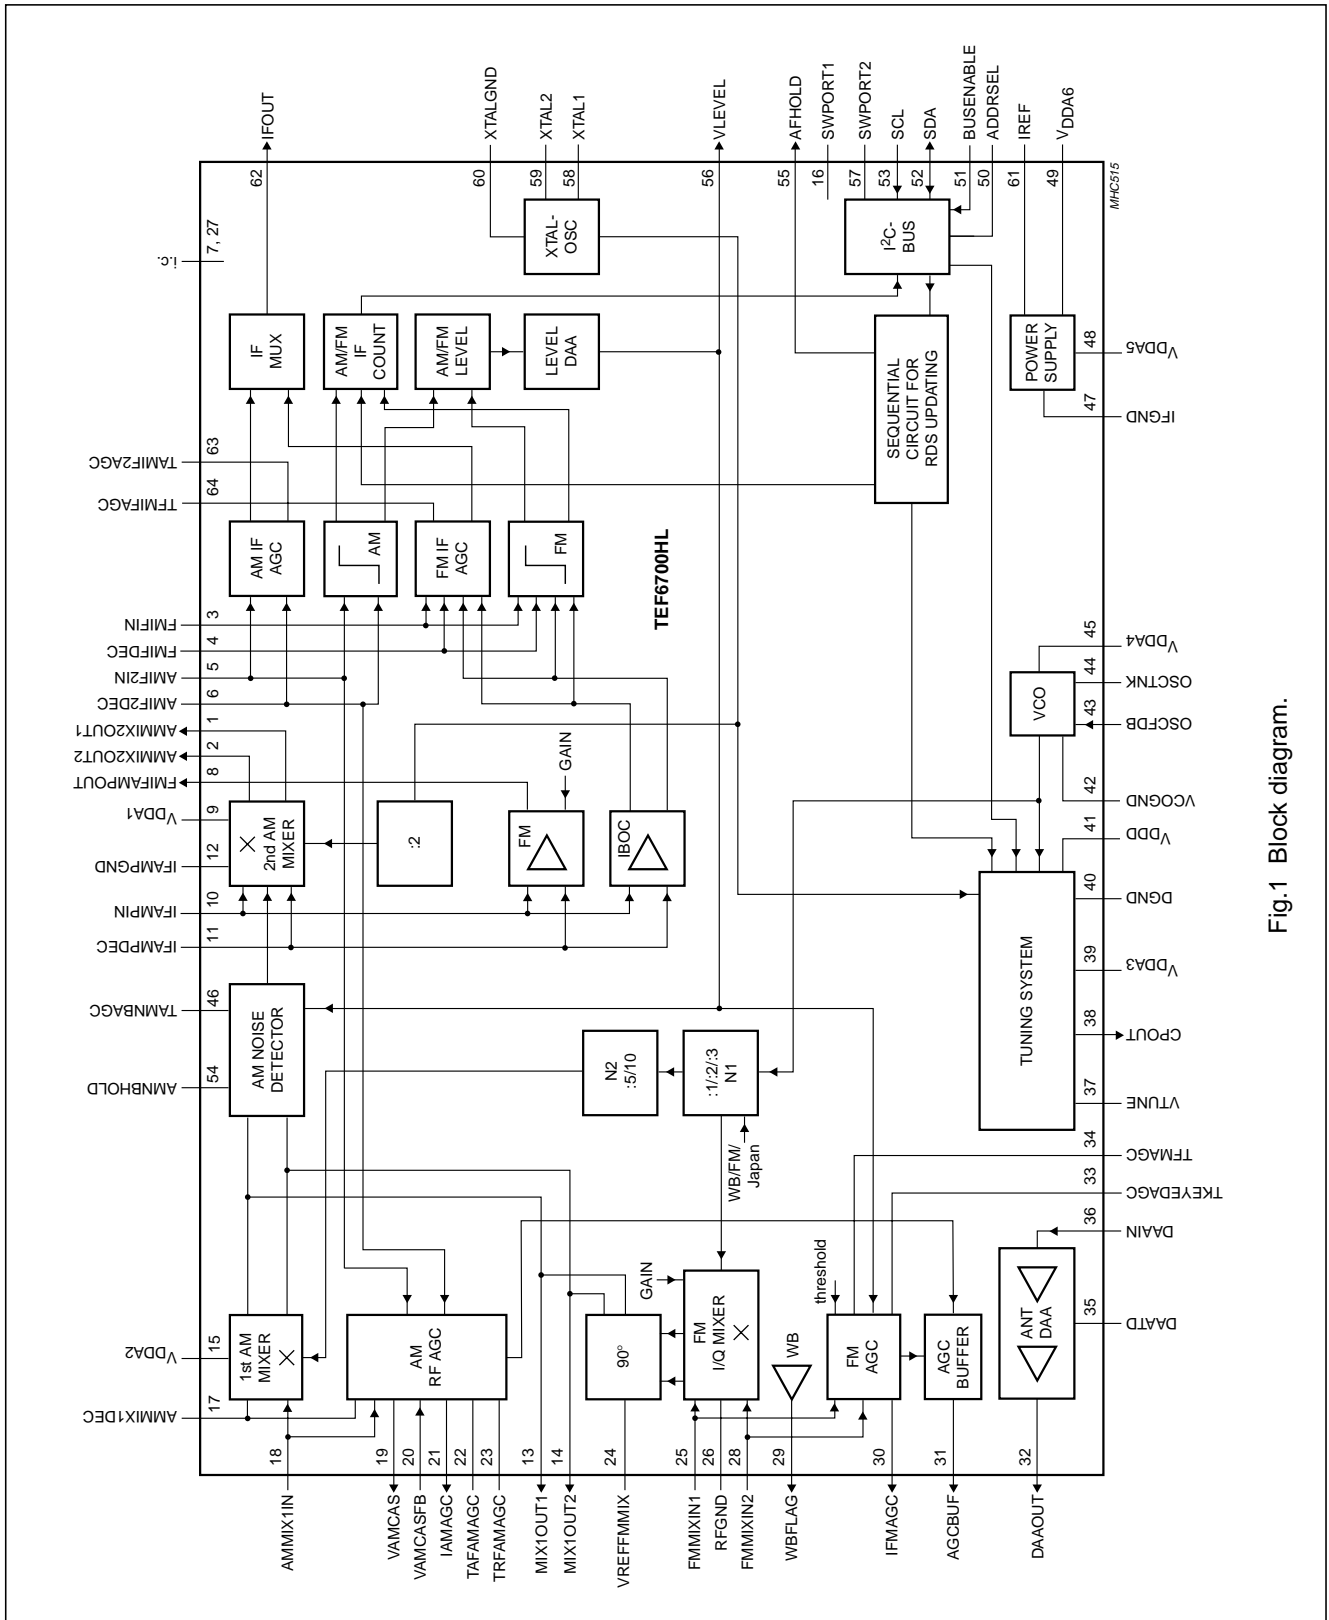 i.c.
7, 27
IFOUT
62
XTALGND
60
XTAL2
59
XTAL1
58
VLEVEL
56
AFHOLD
55
SWPORT1
16
SWPORT2
57
SCL
53
SDA
52
BUSENABLE
51
ADDRSEL
50
IREF
61
VDDA6
49
MHC515
IF
MUX
AM/FM
IF
COUNT
AM/FM
LEVEL
LEVEL
DAA
XTAL-
OSC
I²C-
BUS
SEQUENTIAL
CIRCUIT FOR
RDS UPDATING
POWER
SUPPLY
48
VDDA5
47
IFGND
TAMIF2AGC
63
TFMIFAGC
64
AM IF
AGC
AM
FM IF
AGC
FM
TEF6700HL
FMIFIN
3
FMIFDEC
4
AMIF2IN
5
AMIF2DEC
6
AMMIX2OUT1
1
AMMIX2OUT2
2
FMIFAMPOUT
8
VDDA1
9
IFAMPGND
12
IFAMPIN
10
IFAMPDEC
11
2nd AM
MIXER
:2
FM
GAIN
IBOC
VCO
45
VDDA4
44
OSCTNK
43
OSCFDB
42
VCOGND
41
VDDD
40
DGND
39
VDDA3
38
CPOUT
37
VTUNE
TUNING SYSTEM
TAMNBAGC
46
AMNBHOLD
54
AM NOISE
DETECTOR
N2
:5/10
:1/:2/:3
N1
WB/FM/
Japan
34
TFMAGC
33
TKEYEDAGC
36
DAAIN
35
DAATD
VDDA2
15
AMMIX1DEC
17
1st AM
MIXER
AM
RF AGC
90°
GAIN
FM
I/Q MIXER
WB
threshold
FM
AGC
AGC
BUFFER
ANT
DAA
18
AMMIX1IN
19
VAMCAS
20
VAMCASFB
21
IAMAGC
22
TAFAMAGC
23
TRFAMAGC
13
MIX1OUT1
14
MIX1OUT2
24
VREFFMMIX
25
FMMIXIN1
26
RFGND
28
FMMIXIN2
29
WBFLAG
30
IFMAGC
31
AGCBUF
32
DAAOUT
Fig.1 Block diagram.